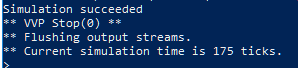 Simulation succeeded
** VVP Stop(0) **
** Flushing output streams.
** Current simulation time is 175 ticks.
>